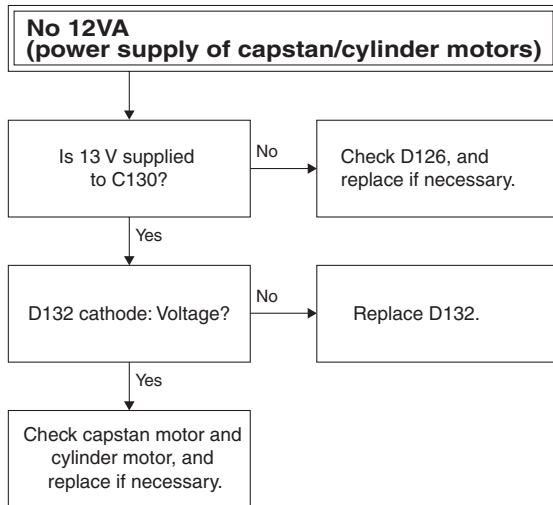 No 12VA
(power supply of capstan/cylinder motors)
Is 13 V supplied
to C130?
No
Check D126, and
replace if necessary.
Yes
D132 cathode: Voltage?
No
Replace D132.
Yes
Check capstan motor and
cylinder motor, and
replace if necessary.